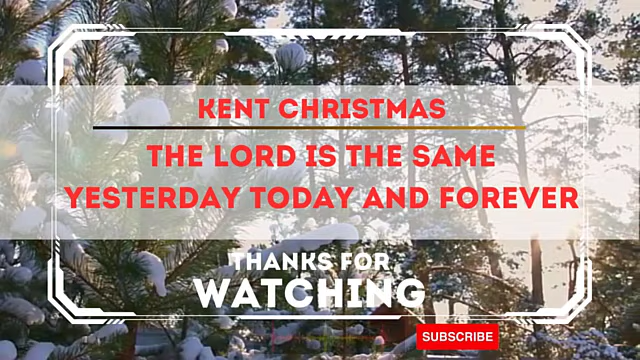 KENT CHRISTMAS
THE LORD IS THE SAME
YESTERDAY TODAY AND FOREVER
THANKS FOR
WATCHING
SUBSCRIBE